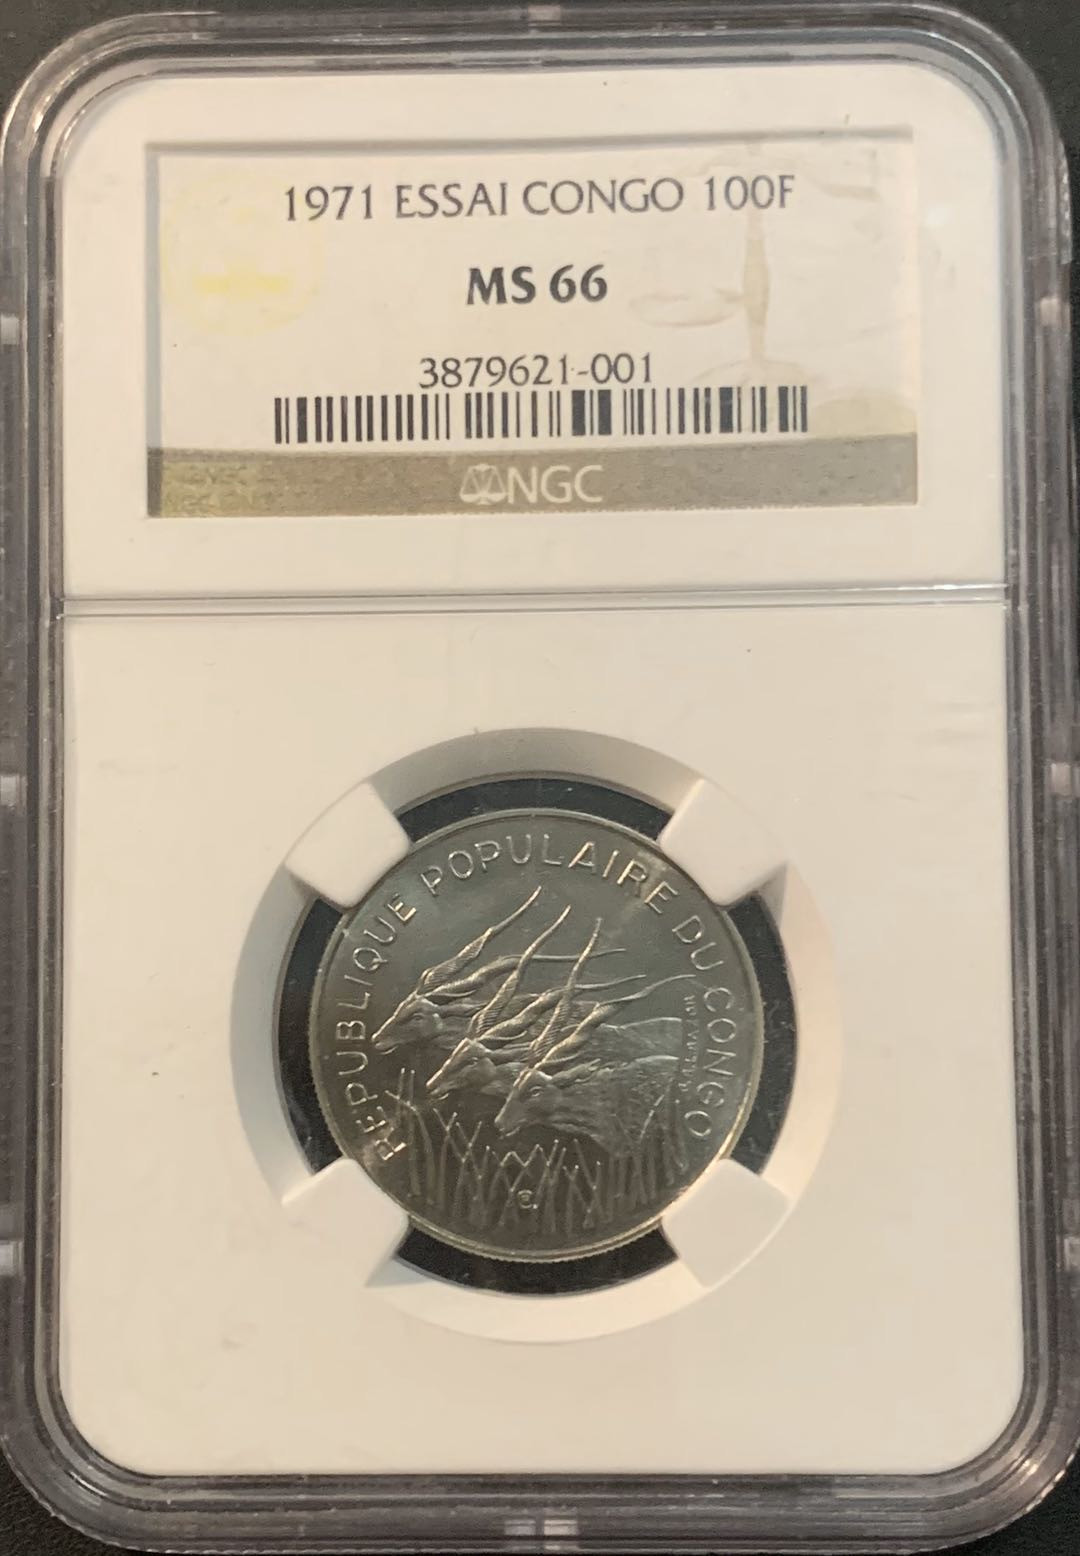 1971 ESSAI CONGO 100F
MS 66
3879621-001
NGC
REPUBLIQUE POPULAIRE DU CONGO